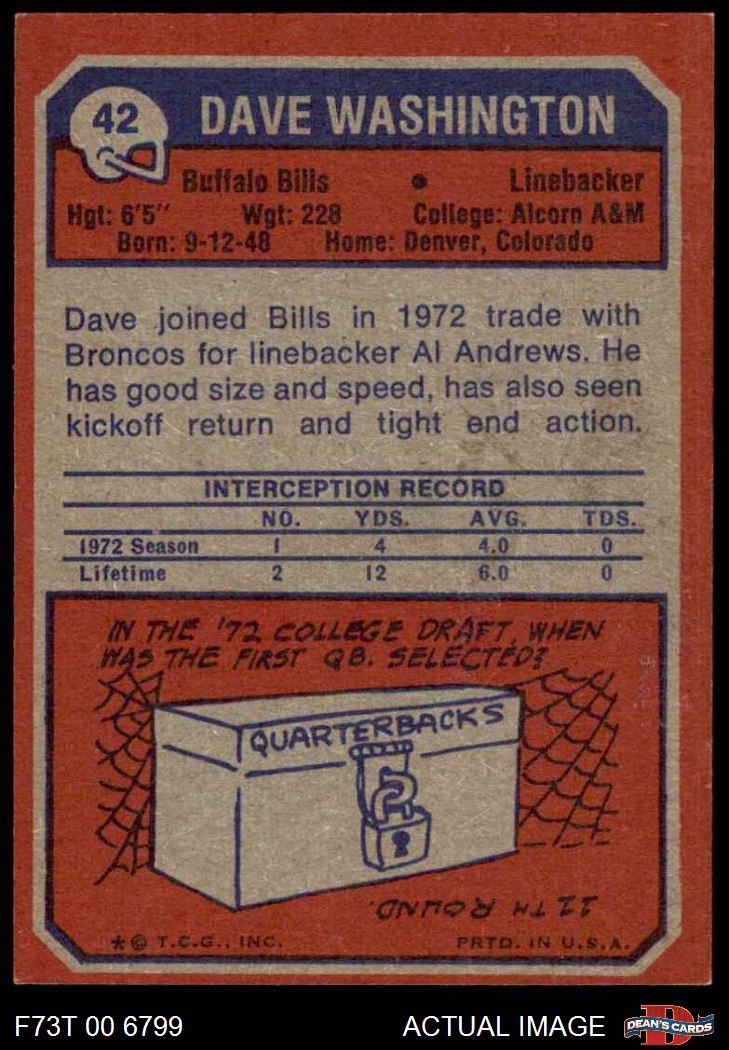 42
DAVE WASHINGTON
Buffalo Bills • Linebacker
Hgt: 6'5" Wgt: 228 College: Alcorn A&M
Born: 9-12-48 Home: Denver, Colorado
Dave joined Bills in 1972 trade with
Broncos for linebacker Al Andrews. He
has good size and speed, has also seen
kickoff return and tight end action.
INTERCEPTION RECORD
NO. YDS. AVG. TDS.
1972 Season 1 4 4.0 0
Lifetime 2 12 6.0 0
IN THE '72 COLLEGE DRAFT, WHEN
WAS THE FIRST QB. SELECTED?
QUARTERBACKS
11TH ROUND.
*© T.C.G., INC. PRTD. IN U.S.A.
F73T 00 6799 ACTUAL IMAGE D DEAN'S CARDS